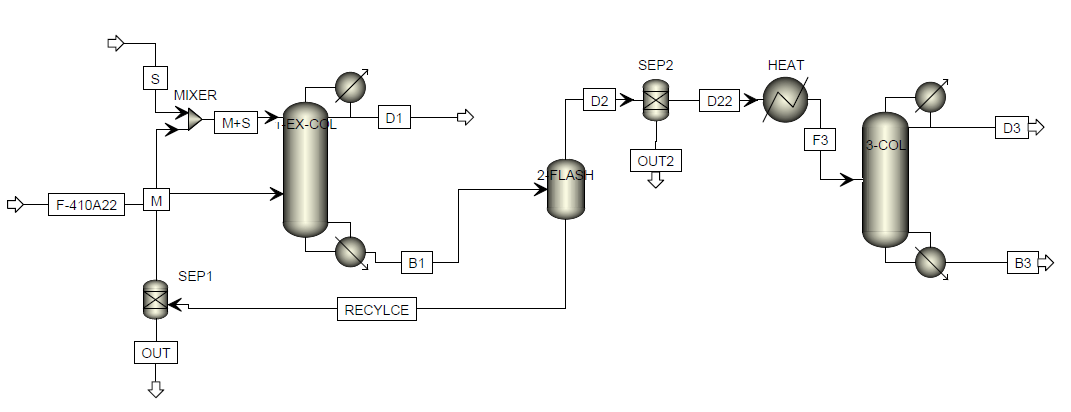 SEP2
HEAT
S
MIXER
D2
D22
M+S
D1
1-EX-COL
D3
F3
3-COL
OUT2
2-FLASH
F-410A22
M
B1
B3
SEP1
RECYLCE
OUT